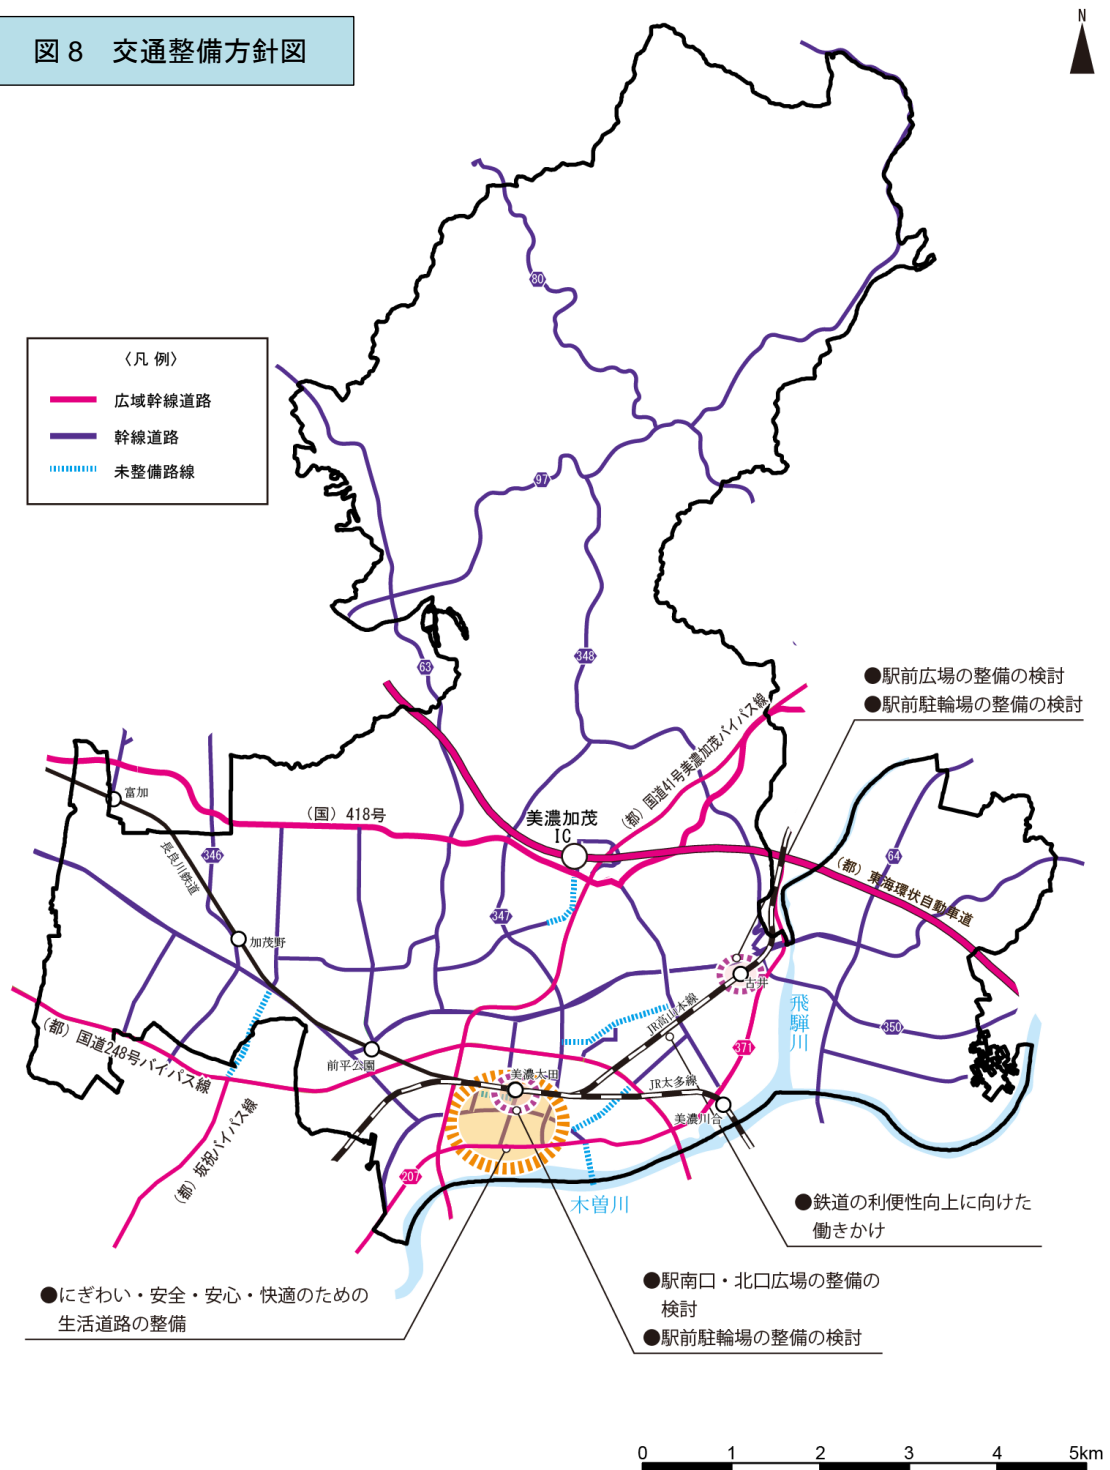 図8 交通整備方針図
N
〈凡 例〉
広域幹線道路
幹線道路
未整備路線
80
97
348
63
●駅前広場の整備の検討
●駅前駐輪場の整備の検討
(都)国道41号美濃加茂バイパス線
富加
(国)418号
美濃加茂
IC
346
長良川鉄道
64
(都)東海環状自動車道
347
加茂野
古井
飛騨川
JR高山本線
350
(都)国道248号バイパス線
371
前平公園
美濃太田
JR太多線
美濃川合
(都)坂祝バイパス線
207
木曽川
●鉄道の利便性向上に向けた
働きかけ
●にぎわい・安全・安心・快適のための
生活道路の整備
●駅南口・北口広場の整備の
検討
●駅前駐輪場の整備の検討
0 1 2 3 4 5km